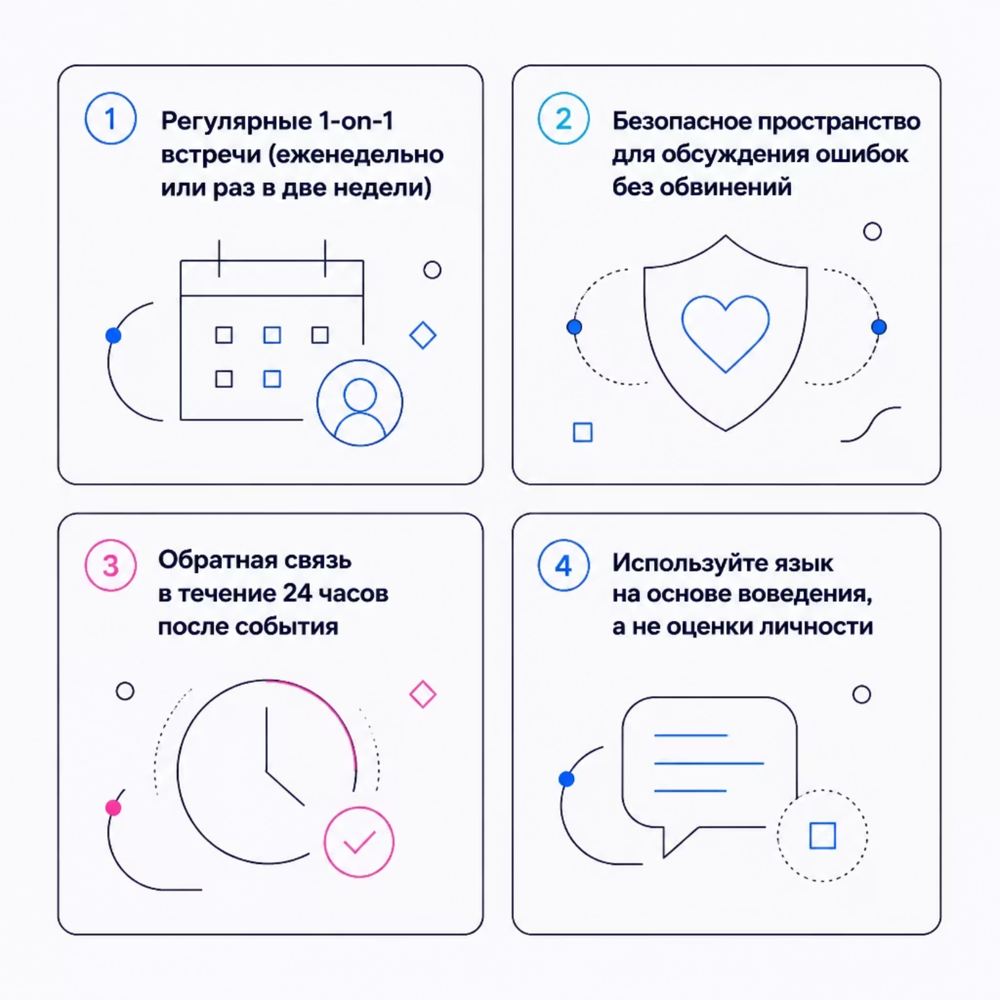 1
Регулярные 1-on-1
встречи (еженедельно
или раз в две недели)
2
Безопасное пространство
для обсуждения ошибок
без обвинений
3
Обратная связь
в течение 24 часов
после события
4
Используйте язык
на основе воведения,
а не оценки личности